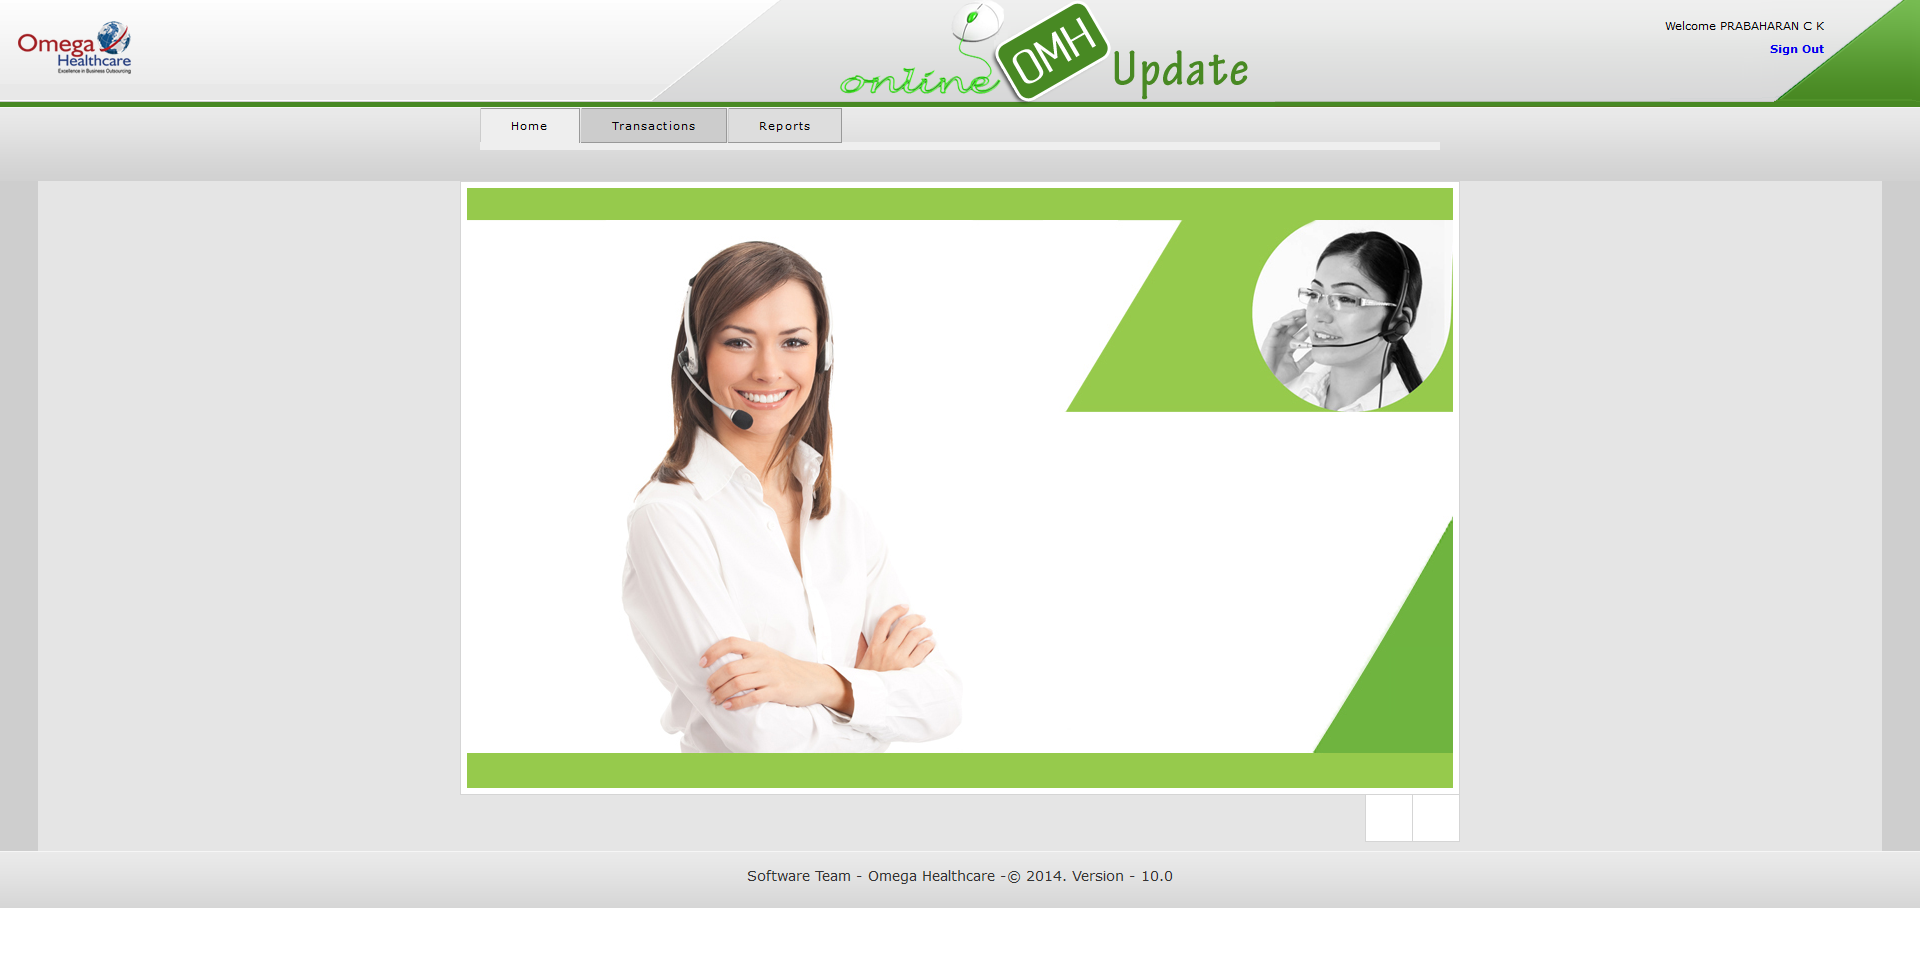 Omega
Healthcare
Excellence in Business Outsourcing
online OMH Update
Welcome PRABAHARAN C K
Sign Out
Home
Transactions
Reports
Software Team - Omega Healthcare -© 2014. Version - 10.0